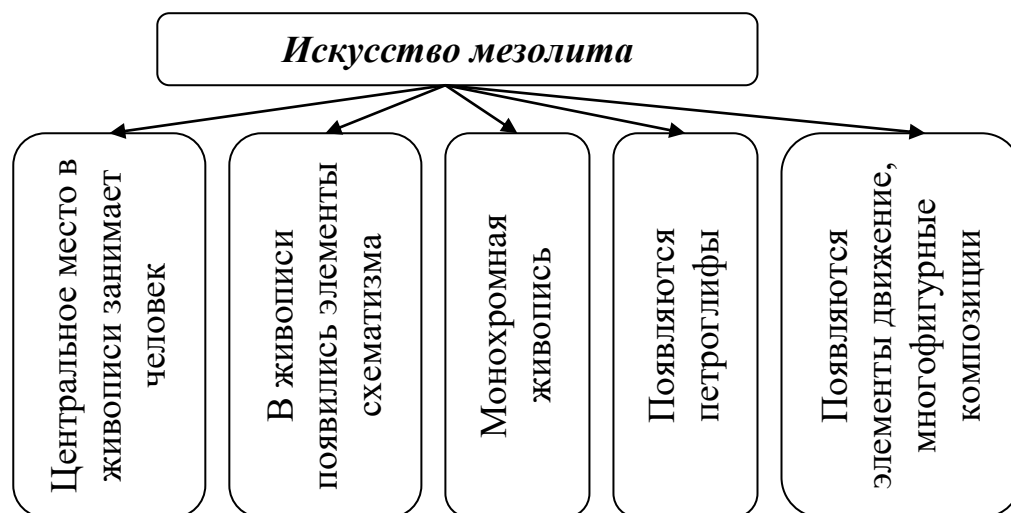 Искусство мезолита
Центральное место в
живописи занимает
человек
В живописи
появились элементы
схематизма
Монохромная
живопись
Появляются
петроглифы
Появляются
элементы движение,
многофигурные
композиции